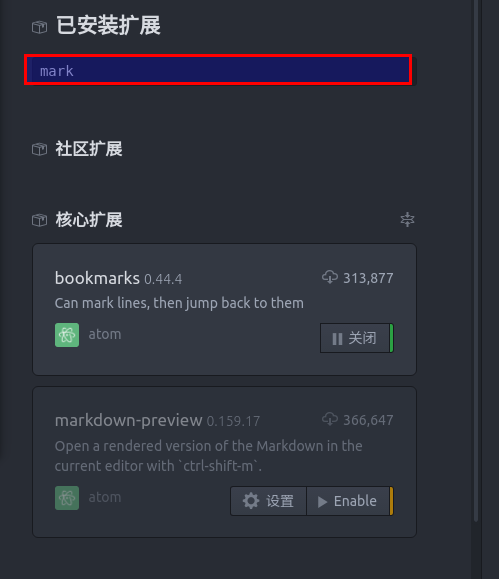 已安装扩展
mark
社区扩展
核心扩展
bookmarks 0.44.4 313,877
Can mark lines, then jump back to them
atom 关闭
markdown-preview 0.159.17 366,647
Open a rendered version of the Markdown in the
current editor with `ctrl-shift-m`.
atom 设置 Enable